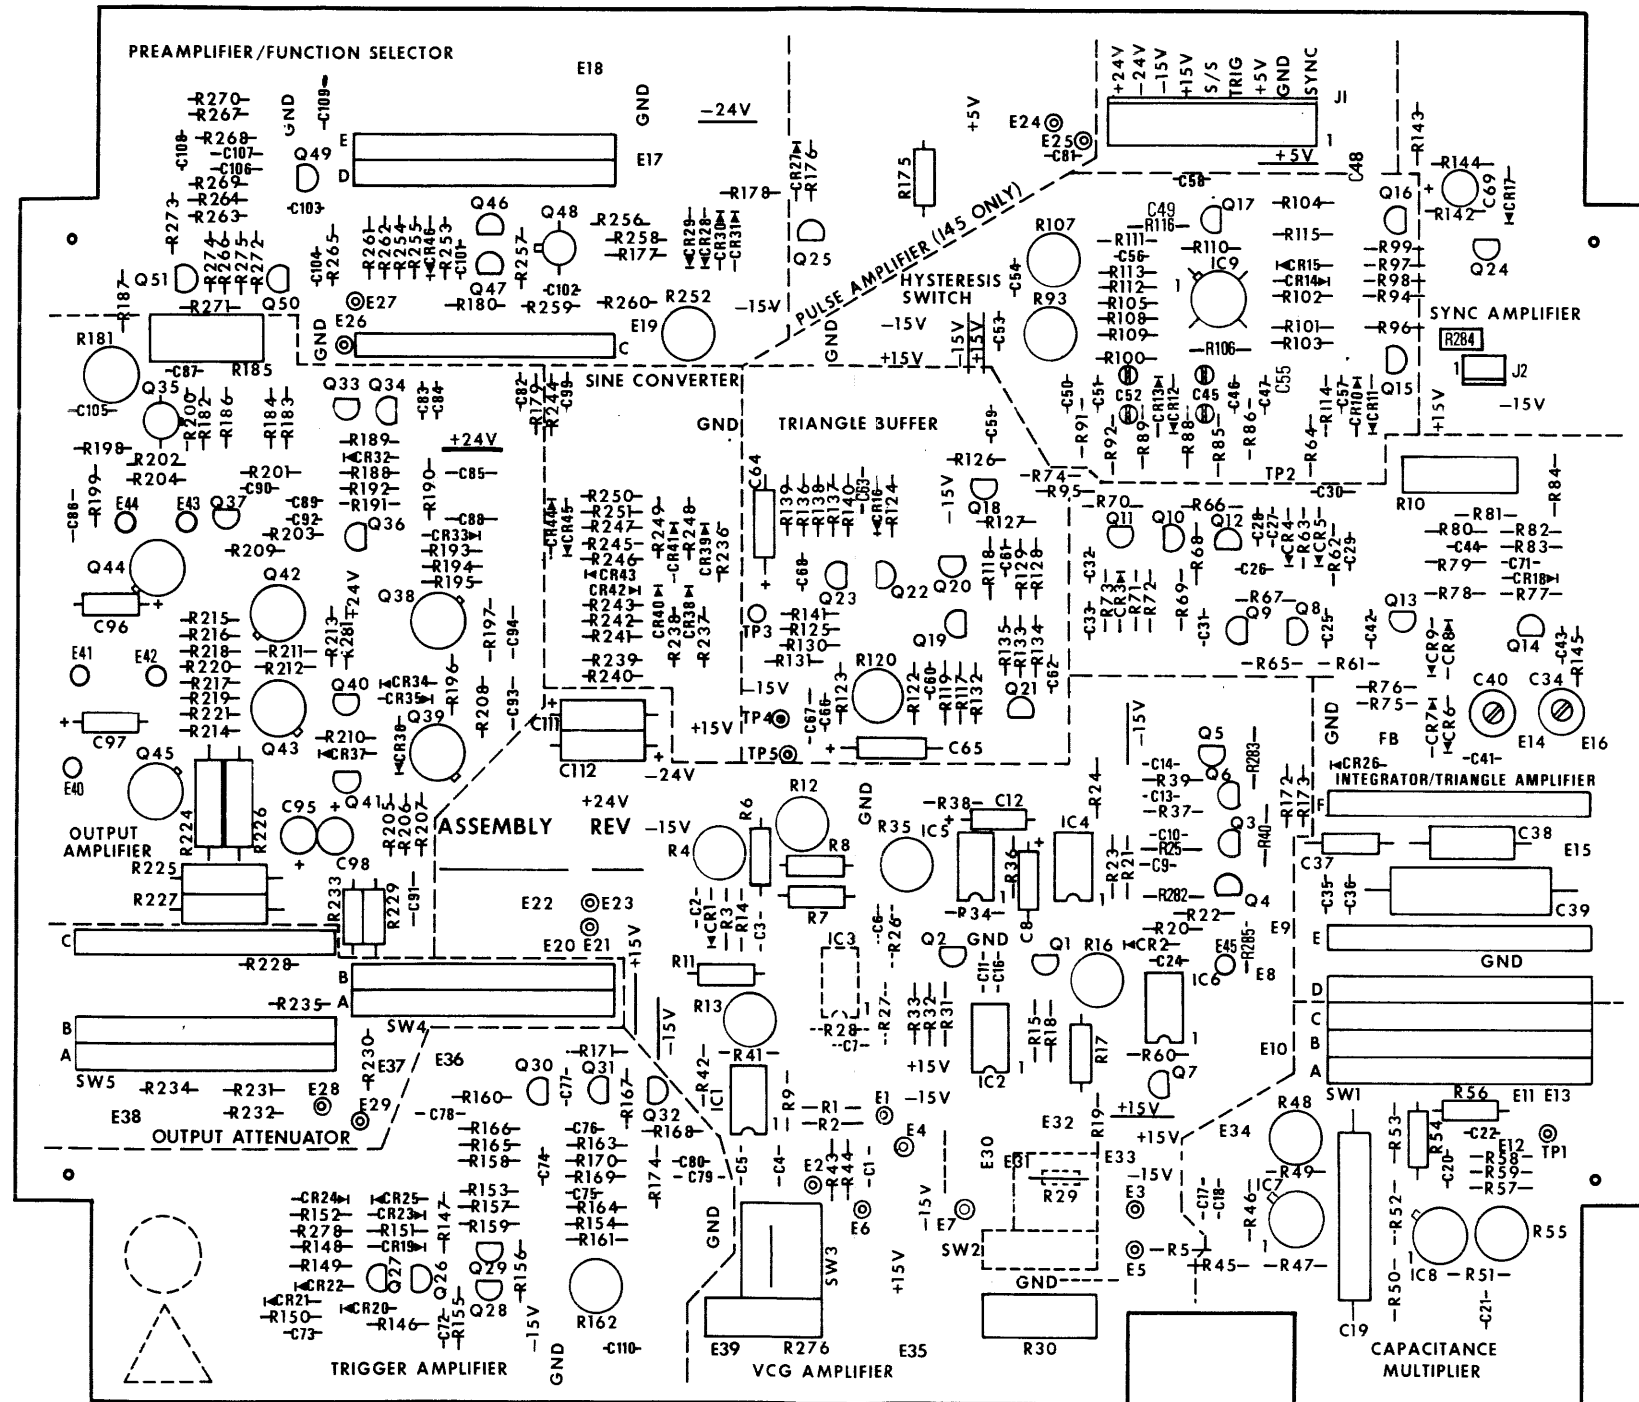 PREAMPLIFIER/FUNCTION SELECTOR
E18
GND
-24V
+5V
+24V
-24V
-15V
+15V
S/S
TRIG
+5V
GND
SYNC
J1
1
+5V
C48
R143
R270
R267
GND
C109
C108
R268
C107
C106
Q49
E
D
E17
E24
E25
C81
CR27
R176
R175
R144
C69
CR17
+
R142
R269
R264
R263
C103
R273
R178
C58
Q17
R104
Q16
C49
R116
R115
Q46
Q48
R256
R258
R177
CR29
CR28
CR30
CR31
Q25
PULSE AMPLIFIER (145 ONLY)
R107
R111
C56
R113
R112
R105
R108
R109
R110
IC9
1
CR15
CR14
R102
R101
R103
R99
R97
R98
R94
R96
Q24
R274
R266
R275
R272
C104
R265
R261
R262
R254
R255
CR46
R253
C101
Q47
R257
C102
Q51
Q50
R187
R271
E27
R180
R259
R260
R252
-15V
E19
HYSTERESIS
SWITCH
C54
R93
C53
-15V
+15V
-15V
+15V
GND
SYNC AMPLIFIER
R284
1
J2
-15V
+15V
R181
GND
E26
C
C87
R185
Q35
C105
R200
R182
R186
R184
R183
Q33
Q34
C83
C84
C82
R179
R244
C99
SINE CONVERTER
GND
TRIANGLE BUFFER
C59
R100
R106
C50
C51
C52
CR13
CR12
C45
C46
C47
C55
R114
C57
CR10
CR11
Q15
R91
R92
R89
R88
R85
R86
R64
TP2
R198
R202
R204
R199
C86
E44
E43
Q37
R201
C90
C89
C92
R203
R209
R189
CR32
R188
R192
R191
Q36
R190
+24V
C85
C88
CR33
R193
R194
R195
CR44
CR45
R250
R251
R247
R245
R246
CR43
CR42
R243
R242
R241
R239
R240
R249
CR41
R248
CR39
R236
CR40
R238
CR38
R237
C64
+
R139
R136
R138
R137
R140
C63
CR16
R124
R126
-15V
Q18
R127
R74
R95
R70
R66
C30
R10
R84
R81
R80
C44
R79
R78
R82
R83
C71
CR18
R77
Q11
Q10
Q12
C28
C27
CR4
R63
CR5
R62
C29
C32
R68
C26
C68
Q23
Q22
Q20
Q19
R118
C61
R129
R128
R73
CR3
R71
R72
R69
R67
Q9
Q8
C33
C31
C25
C42
Q13
CR9
CR8
Q14
C43
R145
Q44
Q42
Q38
C96
+
R215
R216
R218
R220
R217
R219
R221
R214
R211
R212
R213
R281
+24V
R197
C94
R196
R208
C93
TP3
R141
R125
R130
R131
R120
R123
R122
C60
R119
R117
R132
R135
R133
R134
Q21
C62
R65
R61
R76
R75
FB
CR7
CR6
C40
C34
E14
E16
C41
E41
E42
+
C97
Q45
Q43
Q40
CR34
CR35
Q39
CR36
R210
CR37
Q41
E40
OUTPUT
AMPLIFIER
R224
R226
C95
+
+
C98
R205
R206
R207
C111
+
C112
+
+15V
-24V
-15V
TP4
TP5
C67
C66
+
C65
-15V
GND
CR26
INTEGRATOR/TRIANGLE AMPLIFIER
F
C37
C38
E15
C35
C36
C39
E
GND
ASSEMBLY
REV
+24V
-15V
R4
R6
R12
R8
R7
GND
R35
IC5
R38
+
C12
R34
1
R36
+
C8
IC4
1
R24
R23
R21
C14
R39
C13
R37
C10
R25
C9
R282
R22
R20
CR2
C24
Q5
Q6
Q3
Q4
R283
R40
R172
R173
E9
R285
E45
E8
R225
R227
R233
R229
C91
C
R228
R235
B
A
SW4
E22
E23
E20
E21
+15V
C2
CR1
R3
R14
C3
IC3
C6
R26
Q2
GND
C11
C16
Q1
R16
IC6
1
R11
R13
R27
R28
C7
R33
R32
R31
IC2
1
R15
R18
R17
R60
Q7
E10
D
C
B
A
SW1
B
A
SW5
R234
R231
R232
R230
E37
E36
E38
E28
E29
OUTPUT ATTENUATOR
Q30
R171
Q31
C77
R167
Q32
R160
C78
-15V
R42
R41
IC1
1
R9
R1
R2
E1
+15V
-15V
E4
R19
E32
+15V
+15V
E34
R48
R49
R53
R54
R56
E11
E13
C22
E12
TP1
R58
R59
R57
C20
R166
R165
R158
C74
C76
R163
R170
R169
C75
R164
R154
R161
R168
R174
C80
C79
C5
C4
E2
R43
R44
C1
E6
E30
E31
E33
R29
-15V
E3
E7
-15V
SW2
E5
R5
C17
C18
R46
IC7
1
R45
R47
R52
R50
IC8
1
R51
R55
C21
C19
CR24
R152
R278
R148
R149
CR22
CR21
R150
C73
CR25
CR23
R151
CR19
R147
R153
R157
R159
Q27
Q26
Q29
Q28
R156
CR20
R146
C72
R155
-15V
R162
GND
C110
GND
SW3
+15V
GND
R30
E39
R276
E35
TRIGGER AMPLIFIER
VCG AMPLIFIER
CAPACITANCE
MULTIPLIER